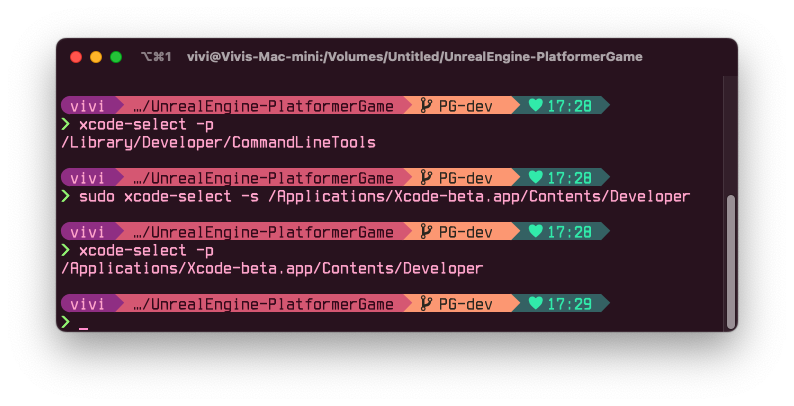 ⌥⌘1 vivi@Vivis-Mac-mini:/Volumes/Untitled/UnrealEngine-PlatformerGame
vivi …/UnrealEngine-PlatformerGame PG-dev ♥ 17:28
❯ xcode-select -p
/Library/Developer/CommandLineTools
vivi …/UnrealEngine-PlatformerGame PG-dev ♥ 17:28
❯ sudo xcode-select -s /Applications/Xcode-beta.app/Contents/Developer
vivi …/UnrealEngine-PlatformerGame PG-dev ♥ 17:28
❯ xcode-select -p
/Applications/Xcode-beta.app/Contents/Developer
vivi …/UnrealEngine-PlatformerGame PG-dev ♥ 17:29
❯ _